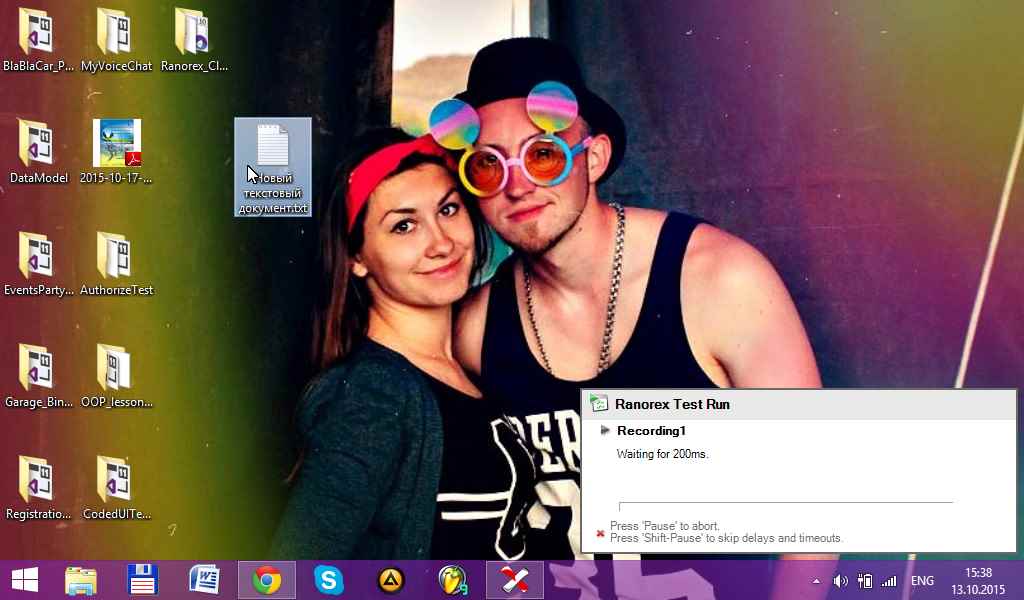 BlaBlaCar_P...
MyVoiceChat
Ranorex_Cl...
DataModel
2015-10-17-...
Новый
текстовый
документ.txt
EventsParty...
AuthorizeTest
Garage_Bin...
OOP_lesson...
Registratio...
CodedUITe...
Ranorex Test Run
Recording1
Waiting for 200ms.
Press 'Pause' to abort.
Press 'Shift-Pause' to skip delays and timeouts.
ENG
15:38
13.10.2015